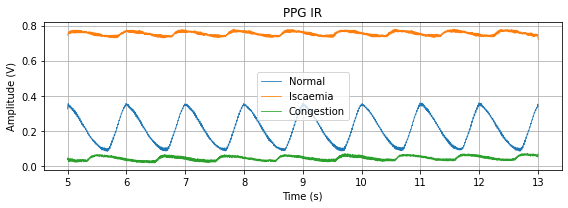 PPG IR
Amplitude (V)
0.8
0.6
0.4
0.2
0.0
Normal
Iscaemia
Congestion
5 6 7 8 9 10 11 12 13
Time (s)